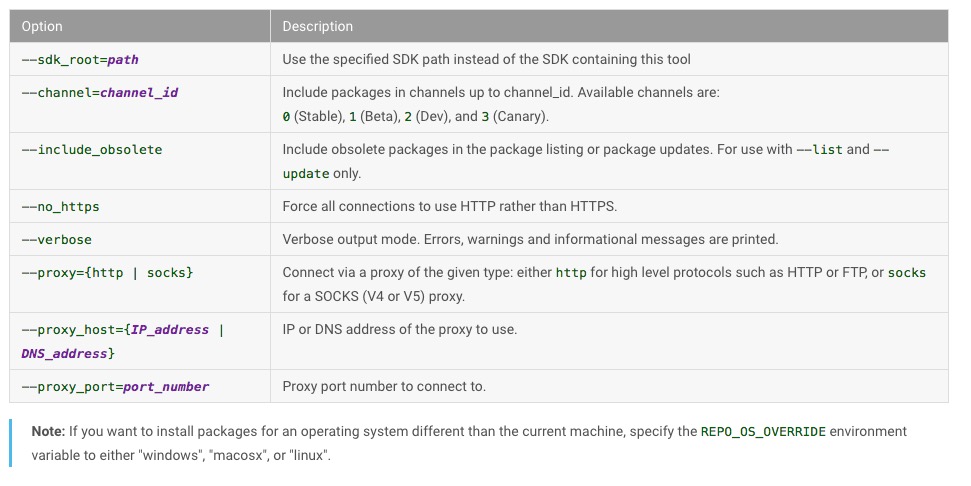 Option Description
--sdk_root=path Use the specified SDK path instead of the SDK containing this tool
--channel=channel_id Include packages in channels up to channel_id. Available channels are:
0 (Stable), 1 (Beta), 2 (Dev), and 3 (Canary).
--include_obsolete Include obsolete packages in the package listing or package updates. For use with --list and --
update only.
--no_https Force all connections to use HTTP rather than HTTPS.
--verbose Verbose output mode. Errors, warnings and informational messages are printed.
--proxy={http | socks} Connect via a proxy of the given type: either http for high level protocols such as HTTP or FTP, or socks
for a SOCKS (V4 or V5) proxy.
--proxy_host={IP_address | IP or DNS address of the proxy to use.
DNS_address}
--proxy_port=port_number Proxy port number to connect to.
Note: If you want to install packages for an operating system different than the current machine, specify the REPO_OS_OVERRIDE environment
variable to either "windows", "macosx", or "linux".